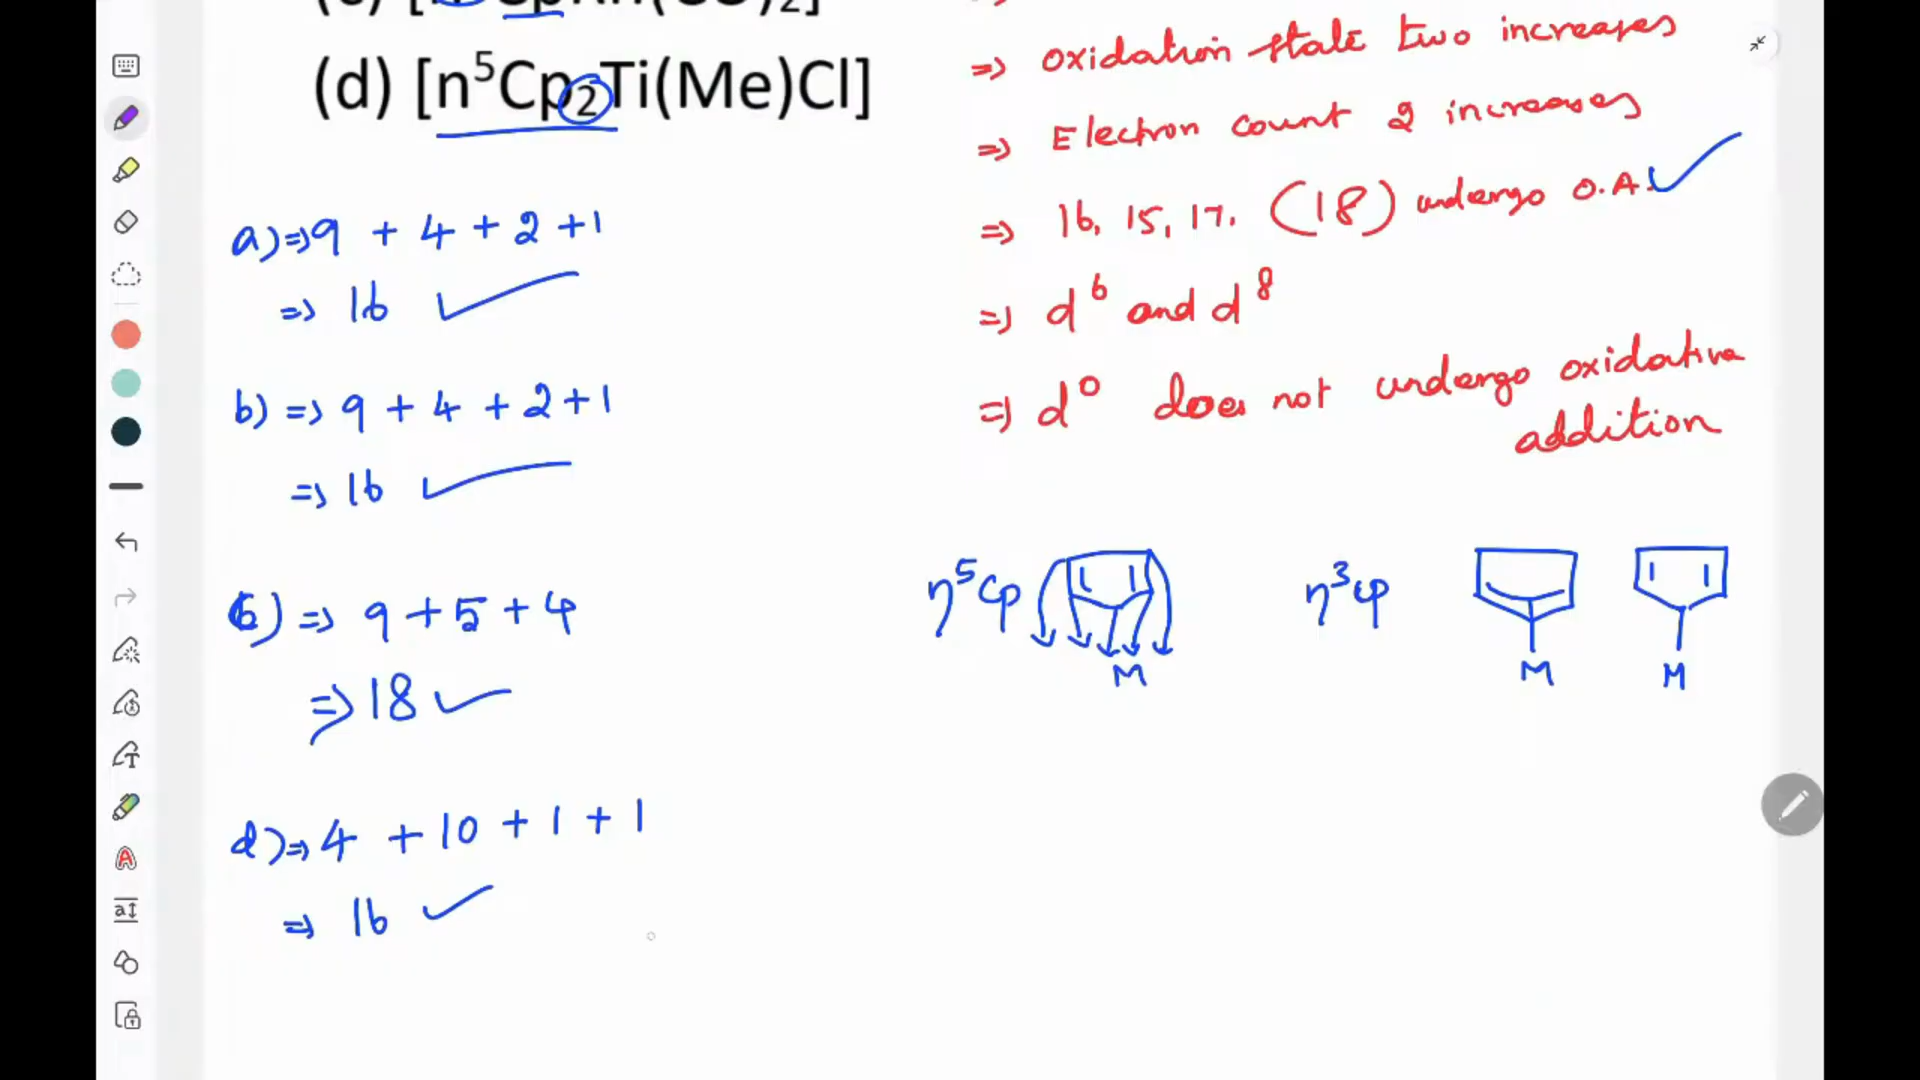 (d) [n⁵Cp₂Ti(Me)Cl]
a) => 9 + 4 + 2 + 1
=> 16
b) => 9 + 4 + 2 + 1
=> 16
=> 9 + 5 + 4
=> 18
d) => 4 + 10 + 1 + 1
=> 16
=> oxidation state two increases
=> Electron count 2 increases
=> 16, 15, 17. (18) undergo O.A.
=> d⁶ and d⁸
=> d⁰ does not undergo oxidative
addition
η⁵Cp
M
η³Cp
M
M